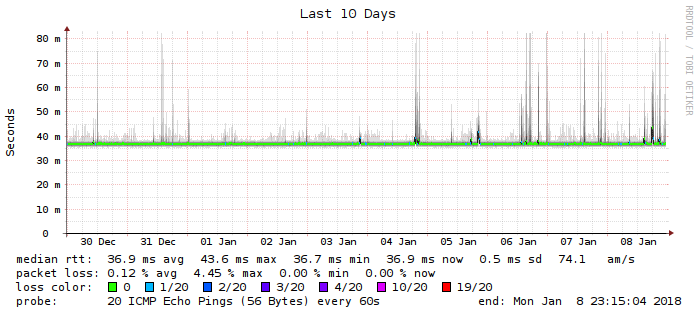 Last 10 Days
RRDTOOL / TOBI OETIKER
Seconds
80 m
70 m
60 m
50 m
40 m
30 m
20 m
10 m
0
30 Dec 31 Dec 01 Jan 02 Jan 03 Jan 04 Jan 05 Jan 06 Jan 07 Jan 08 Jan
median rtt: 36.9 ms avg 43.6 ms max 36.7 ms min 36.9 ms now 0.5 ms sd 74.1 am/s
packet loss: 0.12 % avg 4.45 % max 0.00 % min 0.00 % now
loss color: 0 1/20 2/20 3/20 4/20 10/20 19/20
probe: 20 ICMP Echo Pings (56 Bytes) every 60s end: Mon Jan 8 23:15:04 2018